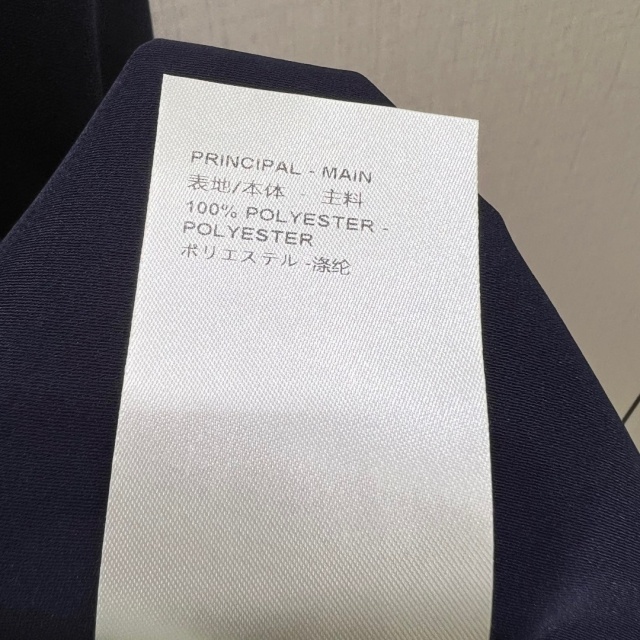 PRINCIPAL - MAIN
表地/本体 - 主料
100% POLYESTER -
POLYESTER
ポリエステル -涤纶